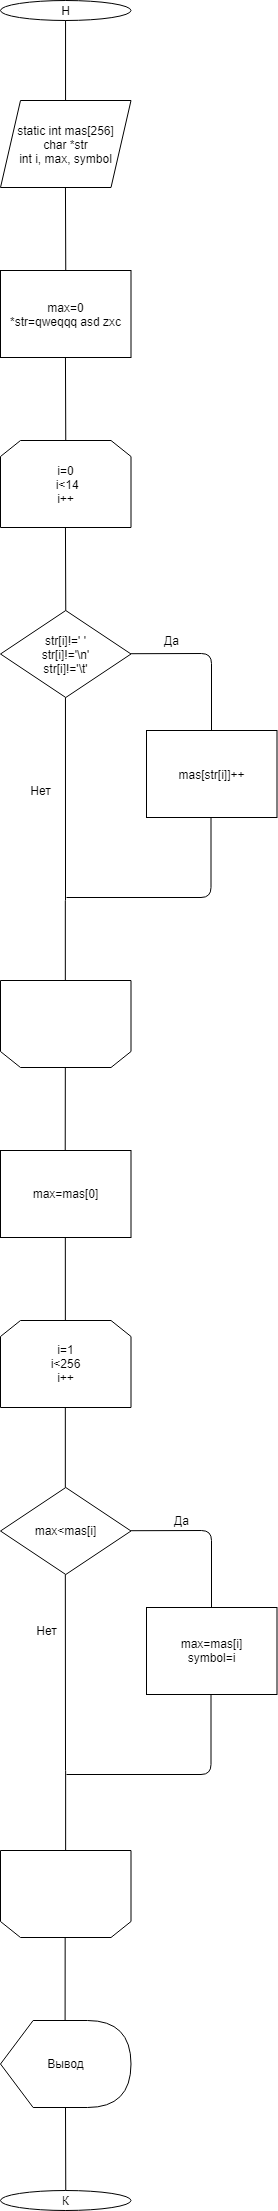 Н
static int mas[256]
char *str
int i, max, symbol
max=0
*str=qweqqq asd zxc
i=0
i<14
i++
str[i]!=' '
str[i]!='\n'
str[i]!='\t'
Да
mas[str[i]]++
Нет
max=mas[0]
i=1
i<256
i++
max<mas[i]
Да
max=mas[i]
symbol=i
Нет
Вывод
К